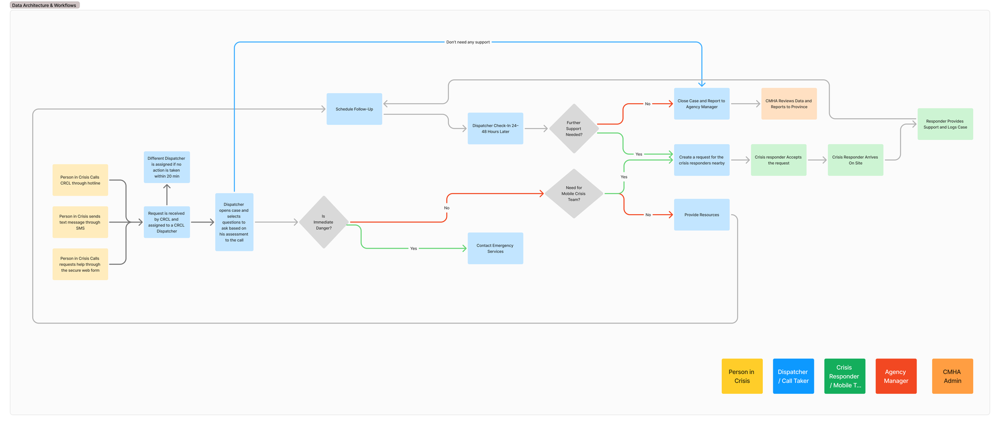 Data Architecture & Workflows
Don't need any support
Schedule Follow-Up
Dispatcher Check-In 24–
48 Hours Later
Further
Support
Needed?
No
Yes
Close Case and Report to
Agency Manager
CMHA Reviews Data and
Reports to Province
Responder Provides
Support and Logs Case
Create a request for the
crisis responders nearby
Crisis responder Accepts
the request
Crisis Responder Arrives
On Site
Different Dispatcher
is assigned if no
action is taken
within 20 min
Person in Crisis Calls
CRCL through hotline
Person in Crisis sends
text message through
SMS
Person in Crisis Calls
requests help through
the secure web form
Request is received
by CRCL and
assigned to a CRCL
Dispatcher
Dispatcher
opens case and
selects
questions to
ask based on
his assessment
to the call
Is
Immediate
Danger?
No
Yes
Contact Emergency
Services
Need for
Mobile Crisis
Team?
Yes
No
Provide Resources
Person in
Crisis
Dispatcher
/ Call Taker
Crisis
Responder
/ Mobile T...
Agency
Manager
CMHA
Admin